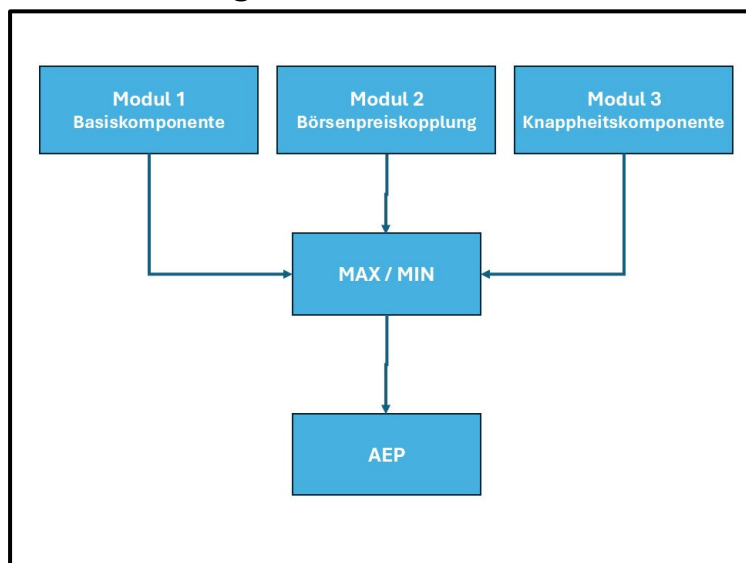 Modul 1
Basiskomponente
Modul 2
Börsenpreiskopplung
Modul 3
Knappheitskomponente
MAX / MIN
AEP